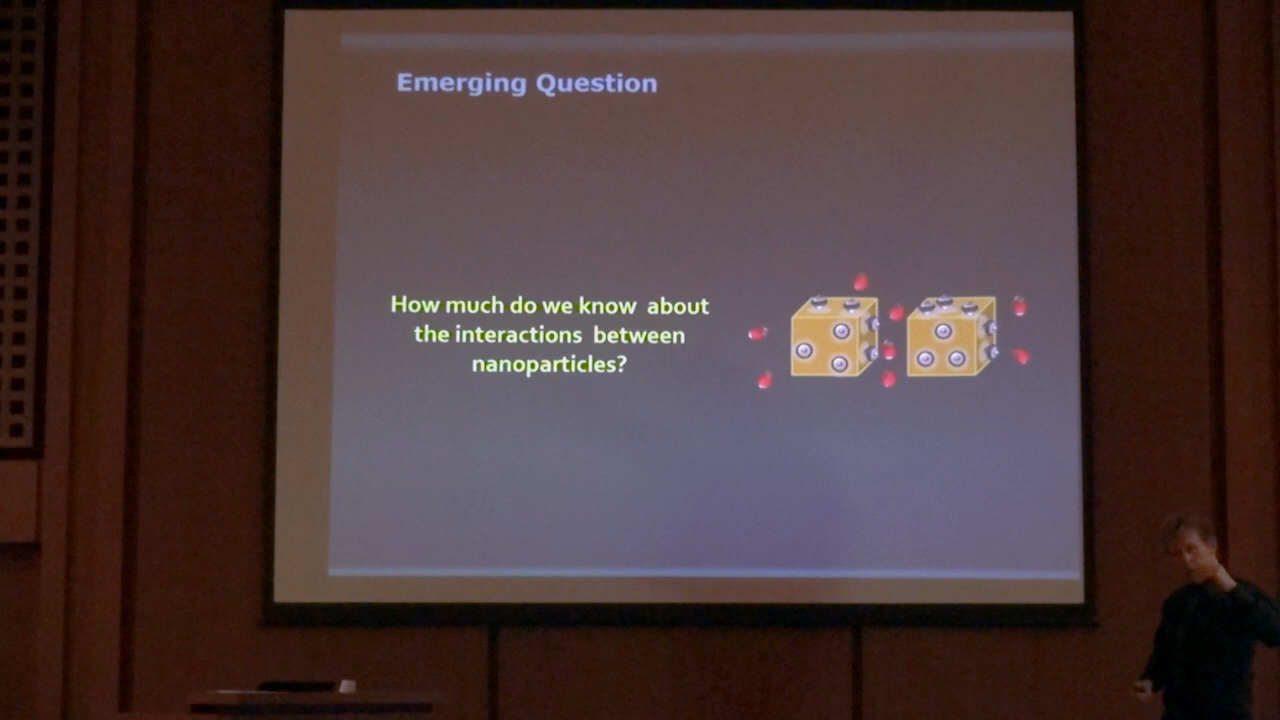 Emerging Question
How much do we know about
the interactions between
nanoparticles?